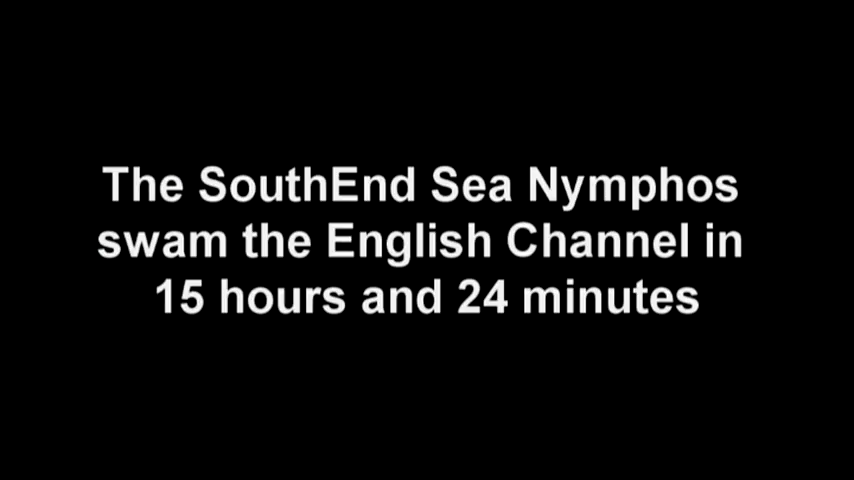 The SouthEnd Sea Nymphos
swam the English Channel in
15 hours and 24 minutes